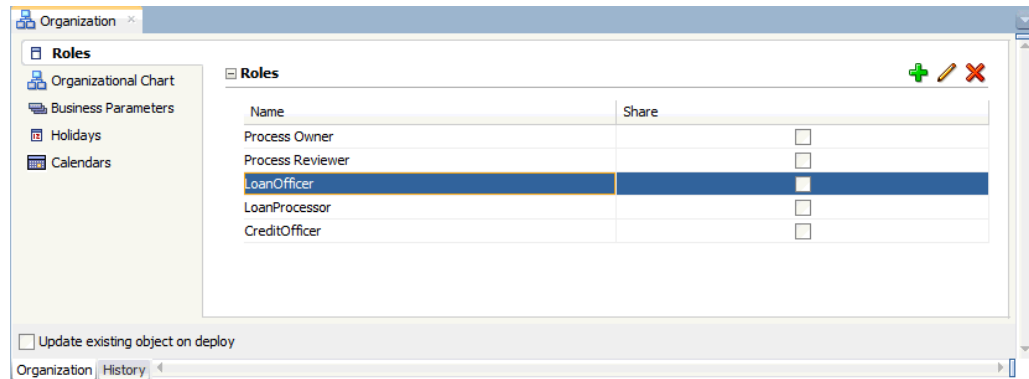 Organization
Roles
Organizational Chart
Business Parameters
Holidays
Calendars
Roles
Name Share
Process Owner
Process Reviewer
LoanOfficer
LoanProcessor
CreditOfficer
Update existing object on deploy
Organization History